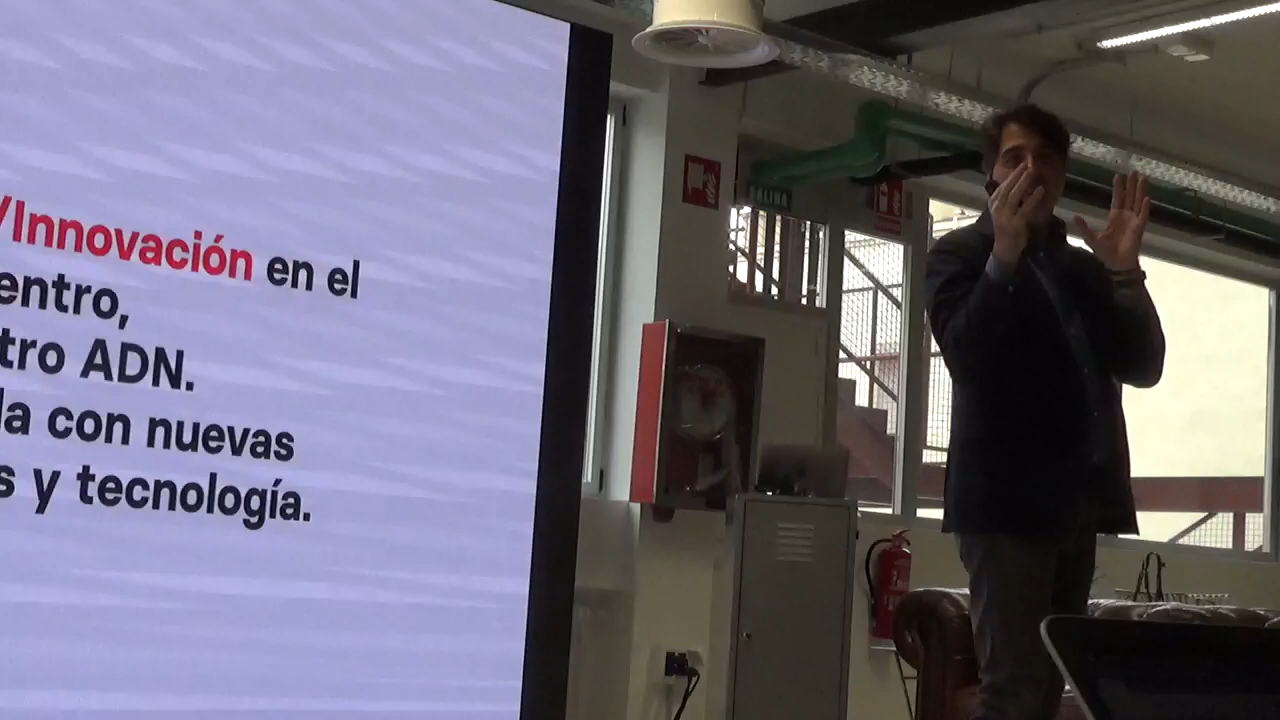 /Innovación en el
entro,
tro ADN.
la con nuevas
s y tecnología.
SALIDA